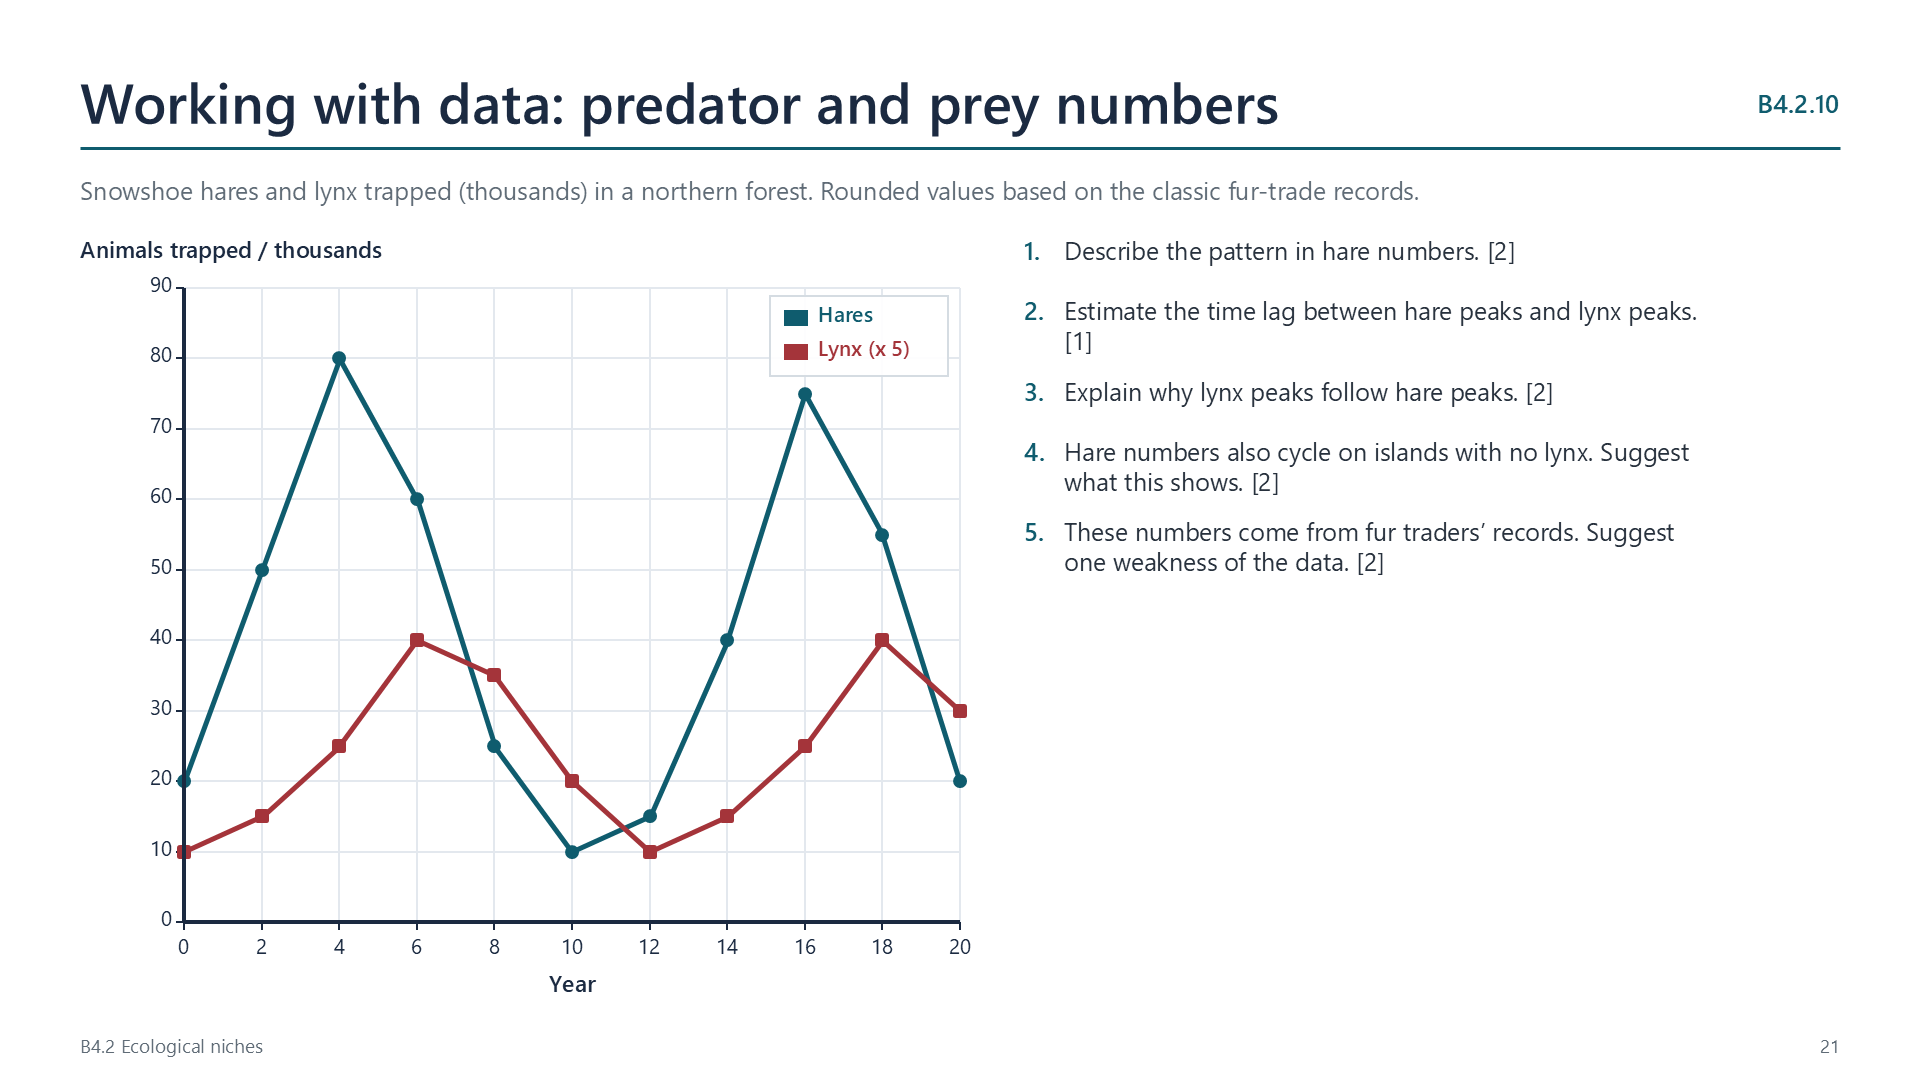 Working with data: predator and prey numbers
B4.2.10
Snowshoe hares and lynx trapped (thousands) in a northern forest. Rounded values based on the classic fur-trade records.
Animals trapped / thousands
90
80
70
60
50
40
30
20
10
0
0 2 4 6 8 10 12 14 16 18 20
Year
Hares
Lynx (x 5)
1. Describe the pattern in hare numbers. [2]
2. Estimate the time lag between hare peaks and lynx peaks.
[1]
3. Explain why lynx peaks follow hare peaks. [2]
4. Hare numbers also cycle on islands with no lynx. Suggest
what this shows. [2]
5. These numbers come from fur traders’ records. Suggest
one weakness of the data. [2]
B4.2 Ecological niches
21